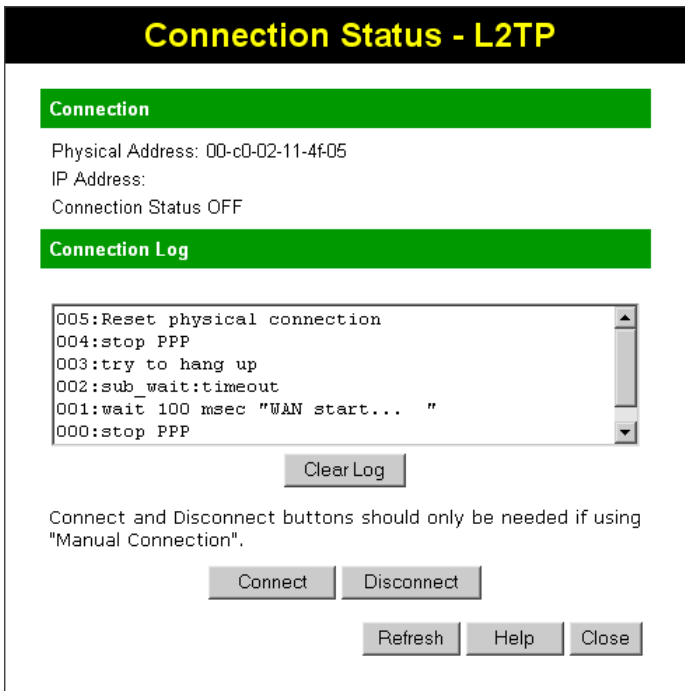 Connection Status - L2TP
Connection
Physical Address: 00-c0-02-11-4f-05
IP Address:
Connection Status OFF
Connection Log
005:Reset physical connection
004:stop PPP
003:try to hang up
002:sub_wait:timeout
001:wait 100 msec "WAN start...  "
000:stop PPP
Clear Log
Connect and Disconnect buttons should only be needed if using
"Manual Connection".
Connect Disconnect
Refresh Help Close